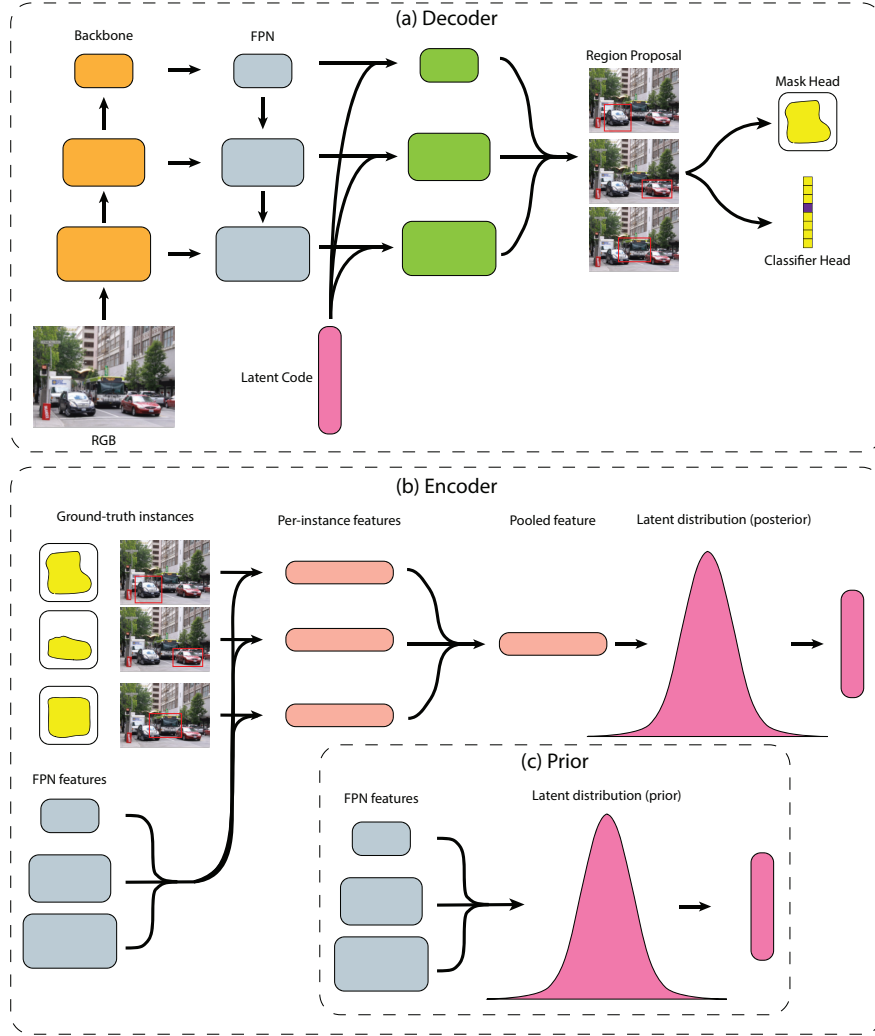 (a) Decoder
Backbone
FPN
Region Proposal
Mask Head
Classifier Head
Latent Code
RGB
(b) Encoder
Ground-truth instances
Per-instance features
Pooled feature
Latent distribution (posterior)
FPN features
(c) Prior
FPN features
Latent distribution (prior)